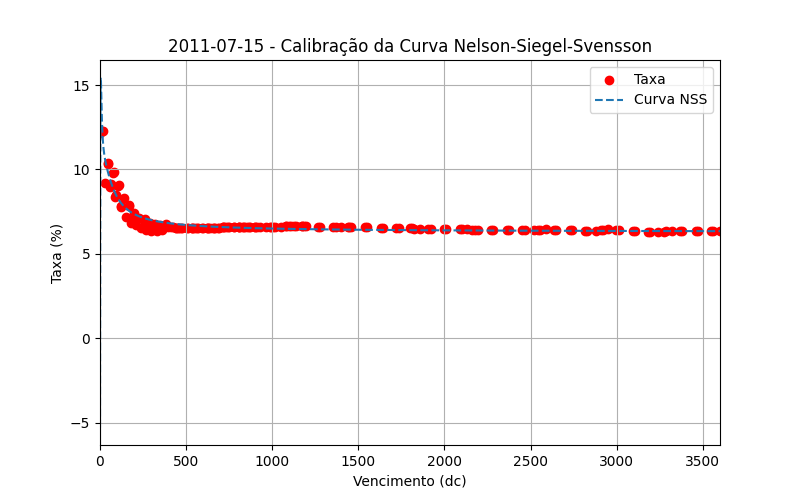 2011-07-15 - Calibração da Curva Nelson-Siegel-Svensson
Taxa
Curva NSS
Taxa (%)
15
10
5
0
−5
0 500 1000 1500 2000 2500 3000 3500
Vencimento (dc)